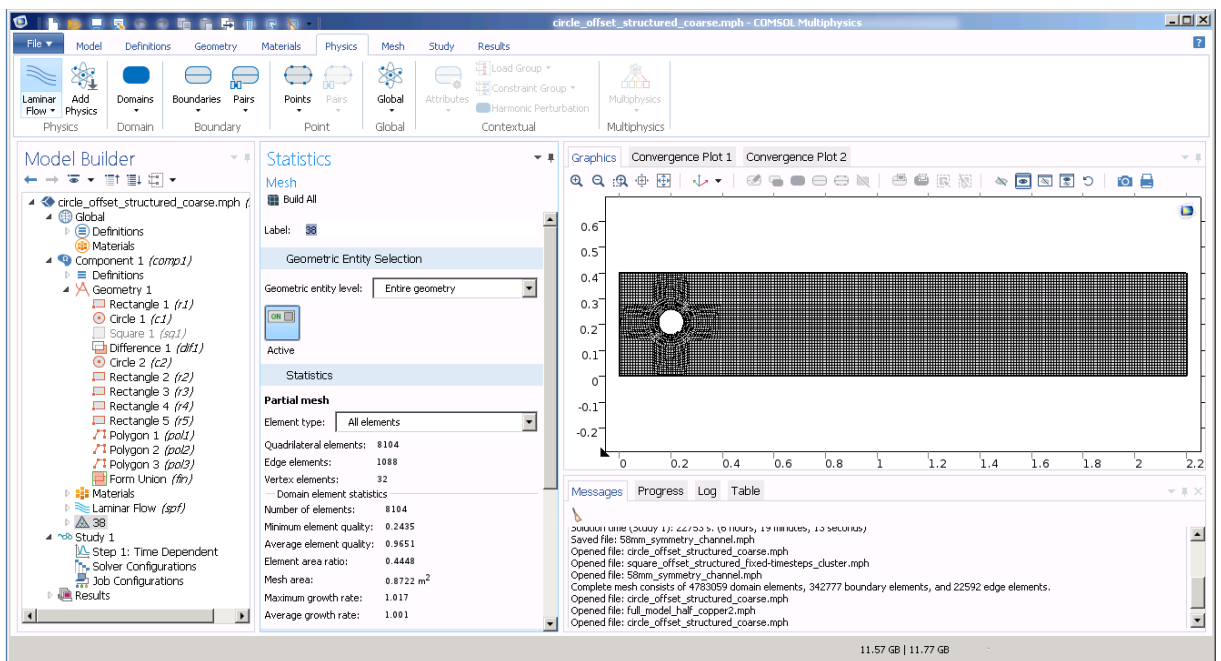 circle_offset_structured_coarse.mph - COMSOL Multiphysics
File Model Definitions Geometry Materials Physics Mesh Study Results
Laminar Flow Add Physics Domains Boundaries Pairs Points Pairs Global Attributes Load Group Constraint Group Harmonic Perturbation Multiphysics
Physics Domain Boundary Point Global Contextual Multiphysics
Model Builder
circle_offset_structured_coarse.mph (
Global
Definitions
Materials
Component 1 (comp1)
Definitions
Geometry 1
Rectangle 1 (r1)
Circle 1 (c1)
Square 1 (sq1)
Difference 1 (dif1)
Circle 2 (c2)
Rectangle 2 (r2)
Rectangle 3 (r3)
Rectangle 4 (r4)
Rectangle 5 (r5)
Polygon 1 (pol1)
Polygon 2 (pol2)
Polygon 3 (pol3)
Form Union (fin)
Materials
Laminar Flow (spf)
38
Study 1
Step 1: Time Dependent
Solver Configurations
Job Configurations
Results
Statistics
Mesh
Build All
Label: 38
Geometric Entity Selection
Geometric entity level: Entire geometry
ON
Active
Statistics
Partial mesh
Element type: All elements
Quadrilateral elements: 8104
Edge elements: 1088
Vertex elements: 32
Domain element statistics
Number of elements: 8104
Minimum element quality: 0.2435
Average element quality: 0.9651
Element area ratio: 0.4448
Mesh area: 0.8722 m²
Maximum growth rate: 1.017
Average growth rate: 1.001
Graphics Convergence Plot 1 Convergence Plot 2
0.6
0.5
0.4
0.3
0.2
0.1
0
-0.1
-0.2
0 0.2 0.4 0.6 0.8 1 1.2 1.4 1.6 1.8 2 2.2
Messages Progress Log Table
Solution time (Study 1): 22753 s. (6 hours, 19 minutes, 13 seconds)
Saved file: 58mm_symmetry_channel.mph
Opened file: circle_offset_structured_coarse.mph
Opened file: square_offset_structured_fixed-timesteps_cluster.mph
Opened file: 58mm_symmetry_channel.mph
Complete mesh consists of 4783059 domain elements, 342777 boundary elements, and 22592 edge elements.
Opened file: circle_offset_structured_coarse.mph
Opened file: full_model_half_copper2.mph
Opened file: circle_offset_structured_coarse.mph
11.57 GB | 11.77 GB